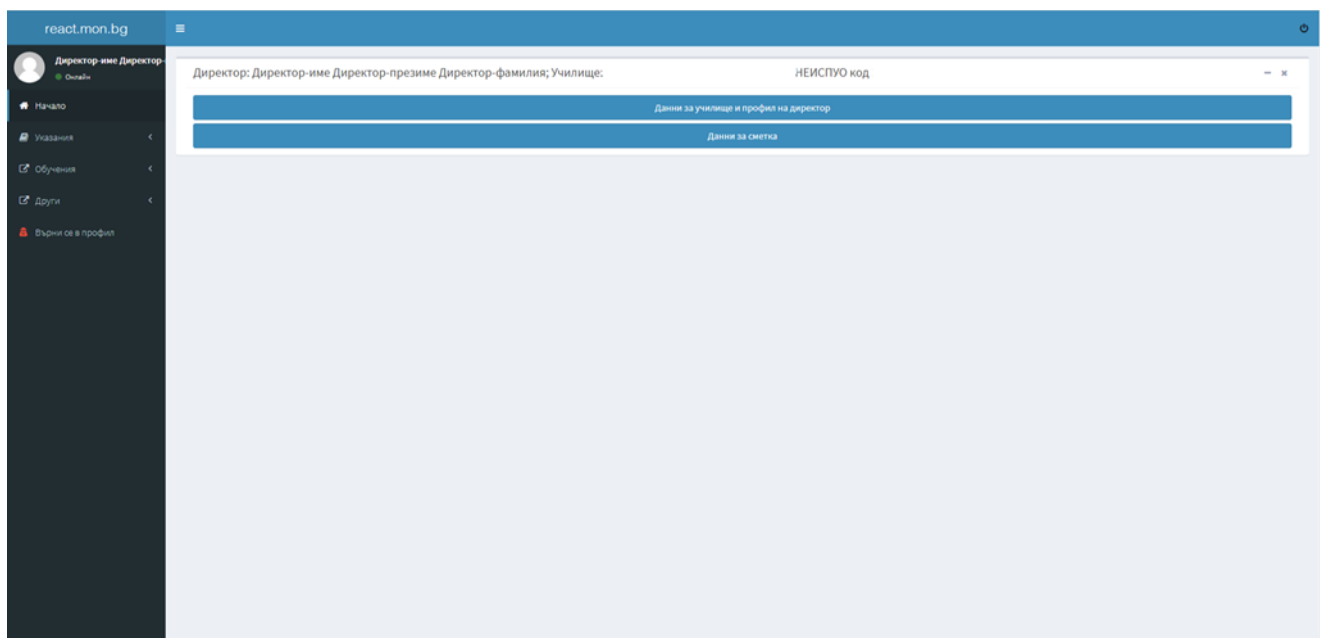 react.mon.bg
Директор-име Директор-
Онлайн
Начало
Указания
Обучения
Други
Върни се в профил
Директор: Директор-име Директор-презиме Директор-фамилия; Училище: НЕИСПУО код
Данни за училище и профил на директор
Данни за сметка